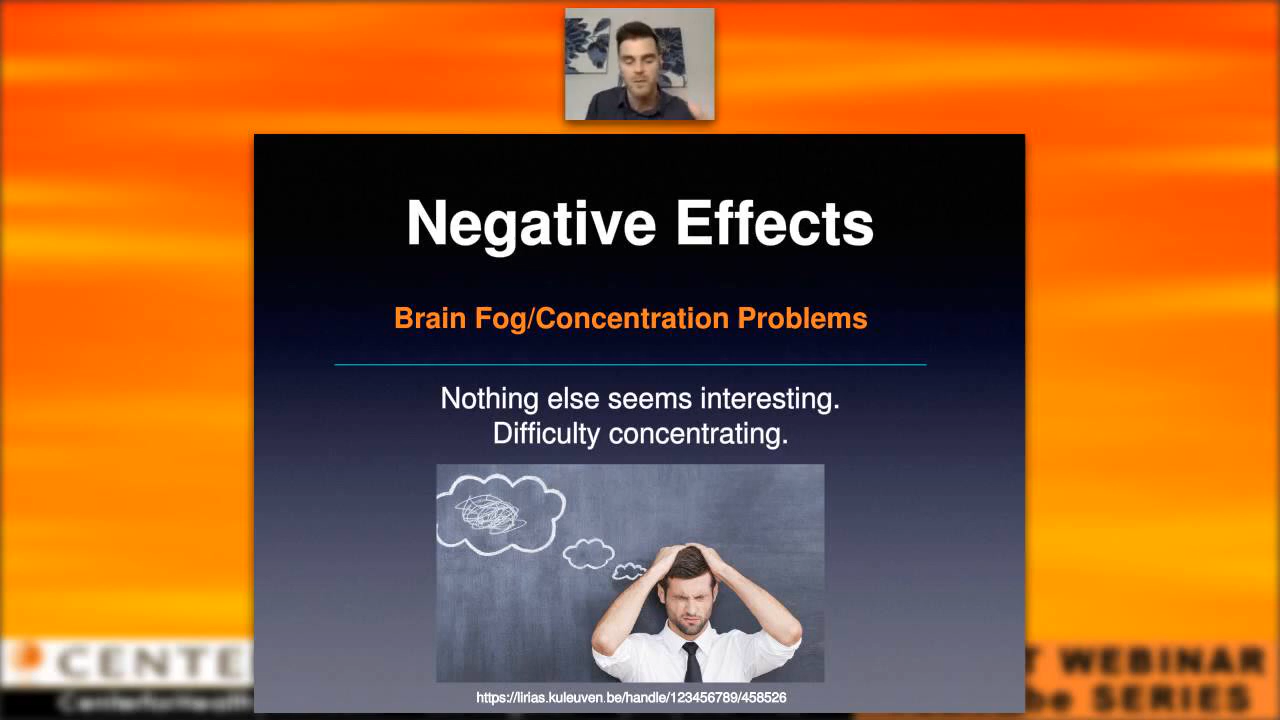 Negative Effects
Brain Fog/Concentration Problems
Nothing else seems interesting.
Difficulty concentrating.
https://lirias.kuleuven.be/handle/123456789/458526
WEBINAR
SERIES